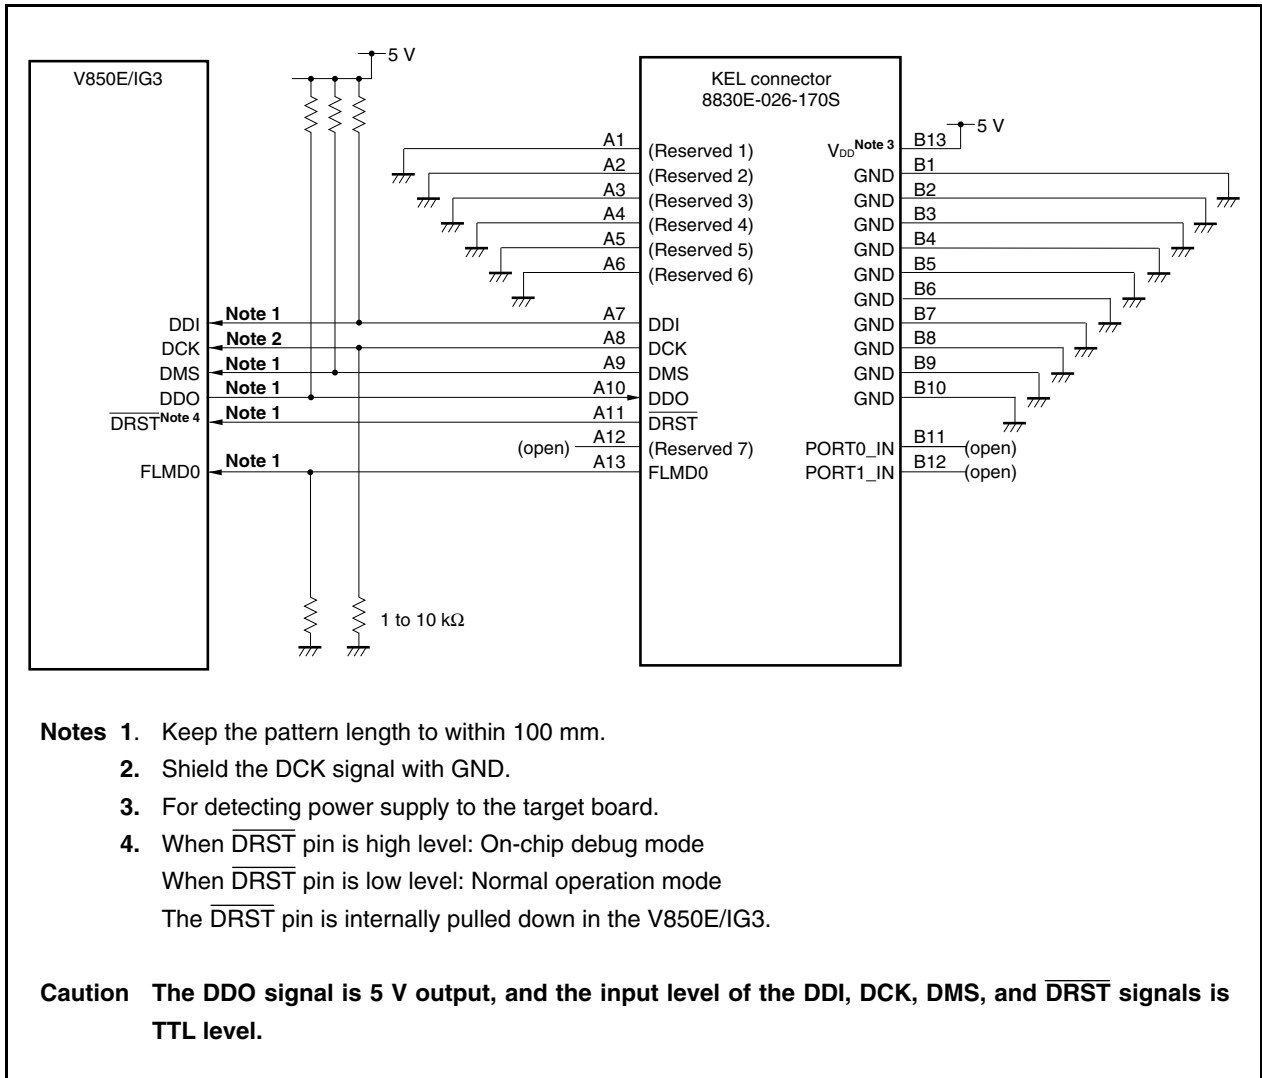 5 V
V850E/IG3
KEL connector
8830E-026-170S
5 V
A1 (Reserved 1) VDD Note 3 B13
A2 (Reserved 2) GND B1
A3 (Reserved 3) GND B2
A4 (Reserved 4) GND B3
A5 (Reserved 5) GND B4
A6 (Reserved 6) GND B5
GND B6
DDI Note 1 A7 DDI GND B7
DCK Note 2 A8 DCK GND B8
DMS Note 1 A9 DMS GND B9
DDO Note 1 A10 DDO GND B10
DRST Note 4 Note 1 A11 DRST
(open) A12 (Reserved 7) PORT0_IN B11 (open)
FLMD0 Note 1 A13 FLMD0 PORT1_IN B12 (open)
1 to 10 kΩ
Notes 1. Keep the pattern length to within 100 mm.
2. Shield the DCK signal with GND.
3. For detecting power supply to the target board.
4. When DRST pin is high level: On-chip debug mode
When DRST pin is low level: Normal operation mode
The DRST pin is internally pulled down in the V850E/IG3.
Caution The DDO signal is 5 V output, and the input level of the DDI, DCK, DMS, and DRST signals is
TTL level.